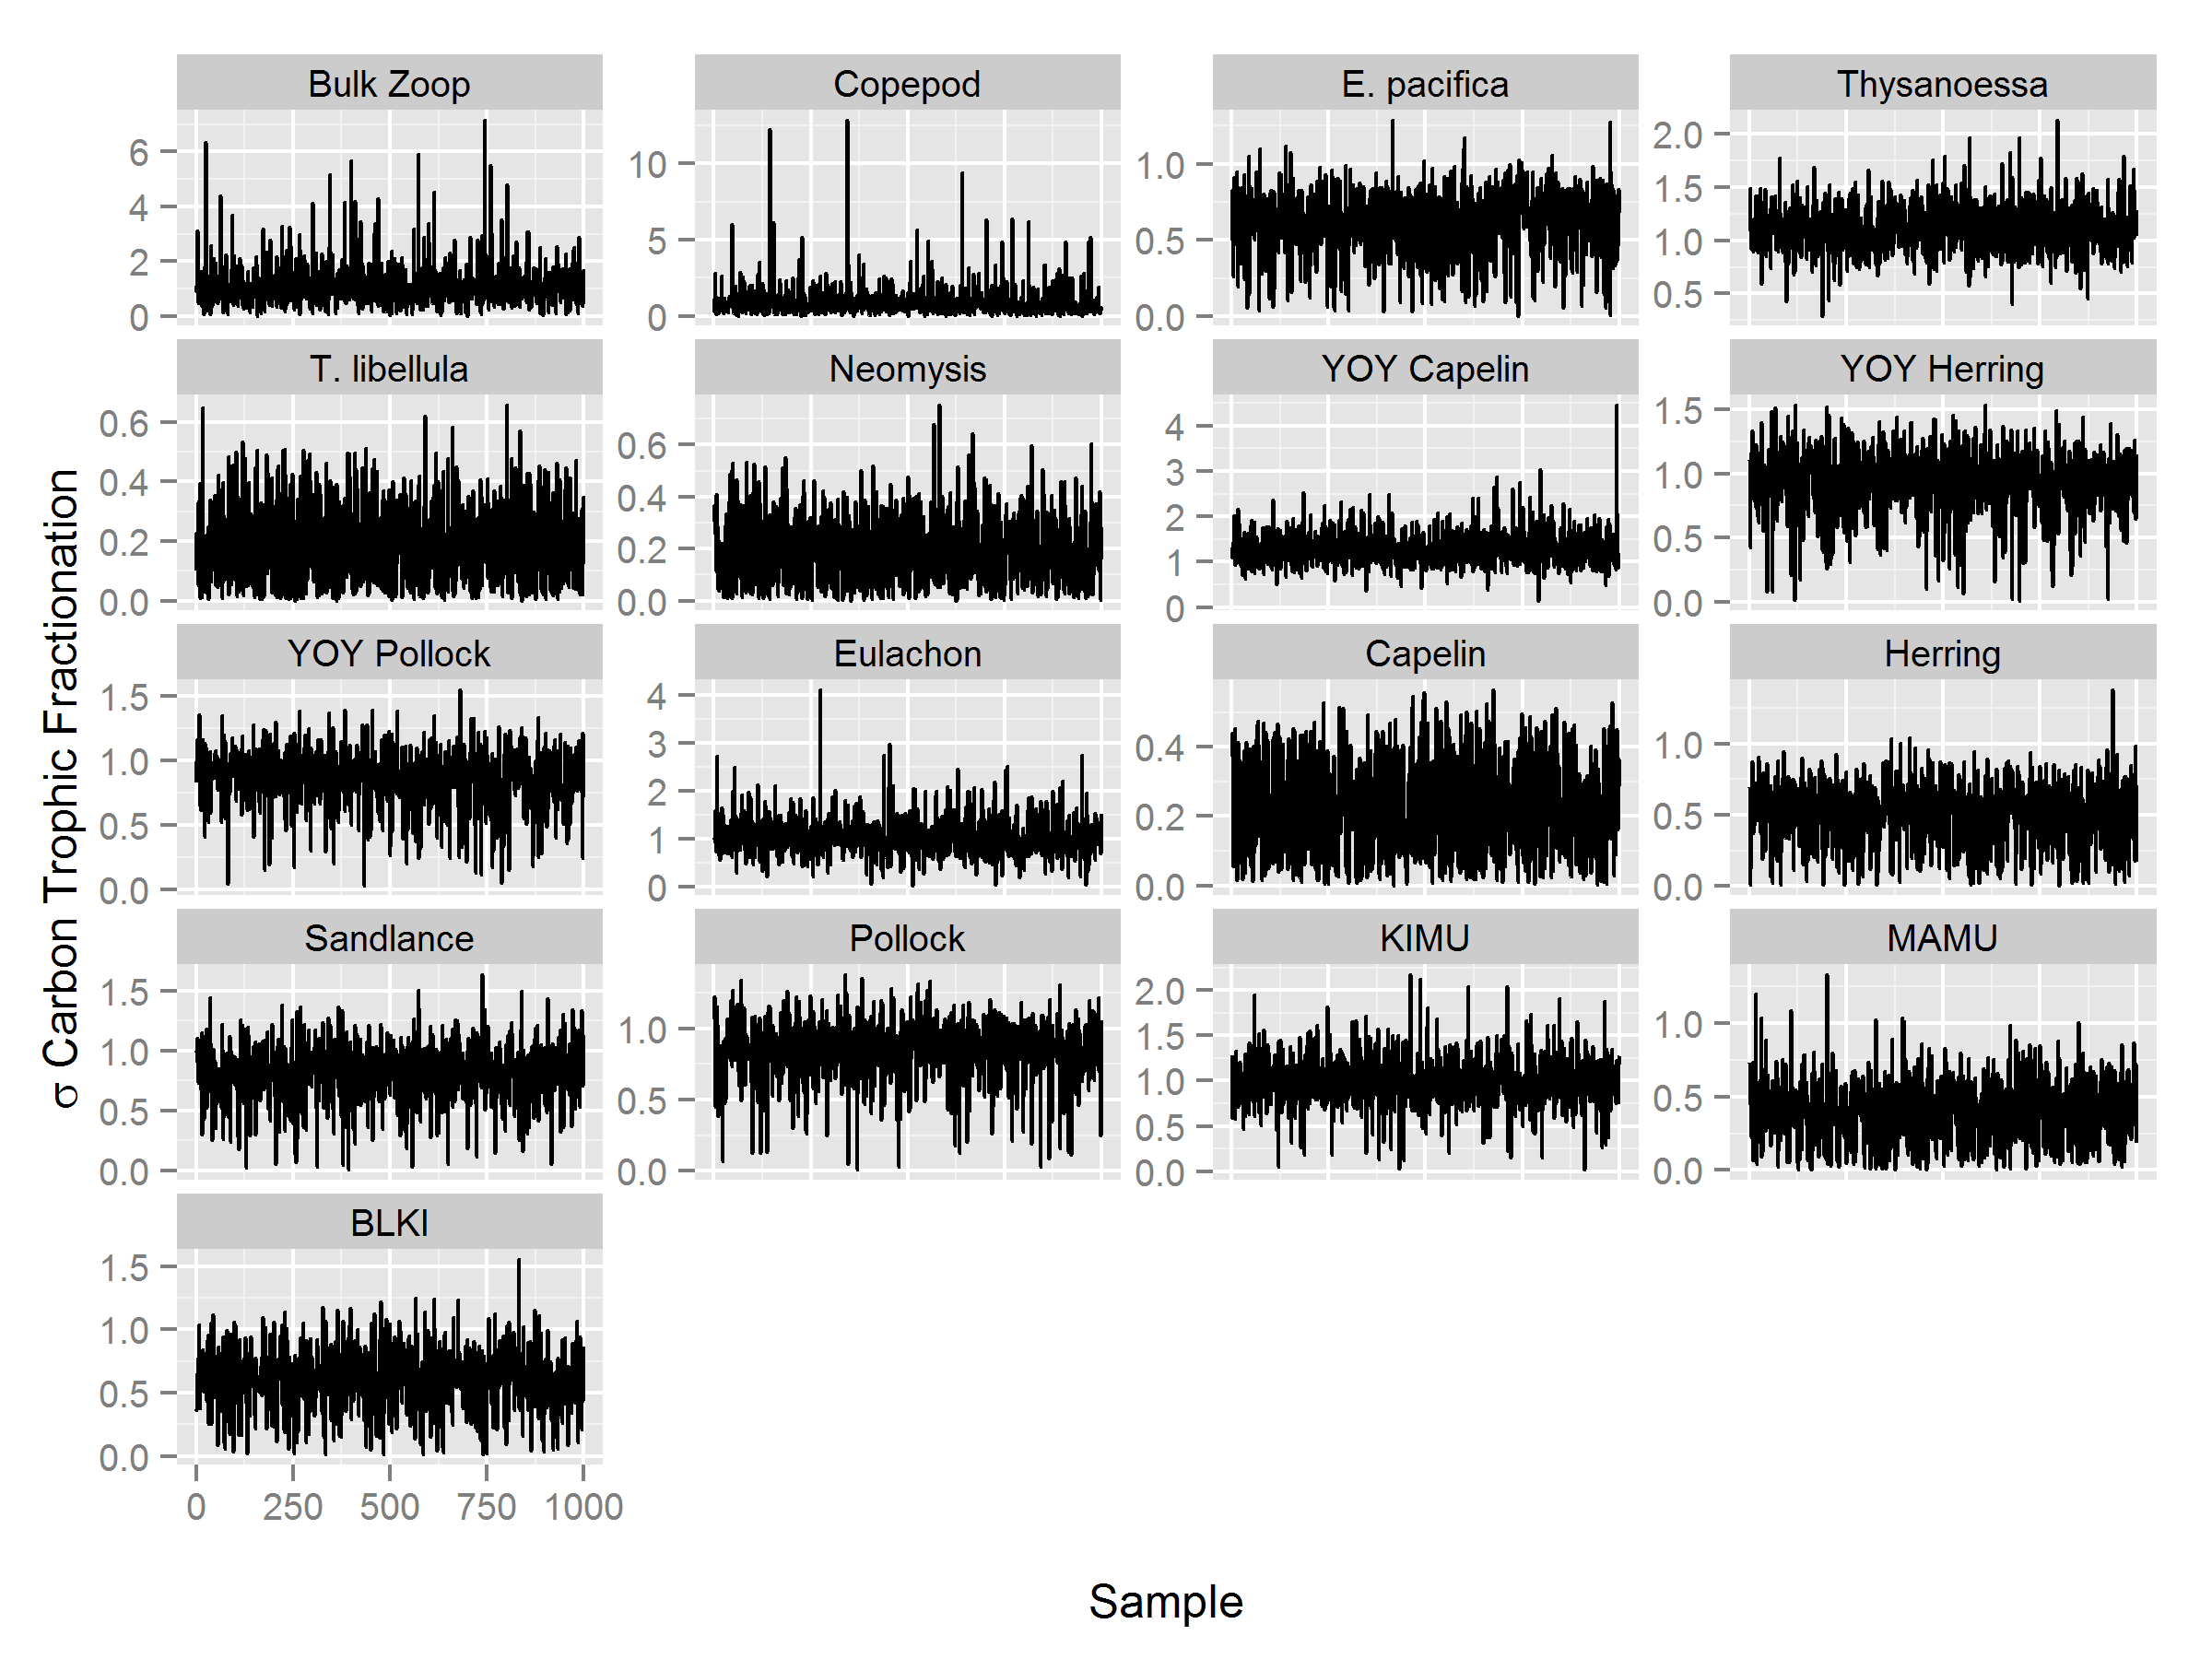 Bulk Zoop Copepod E. pacifica Thysanoessa
6 4 2 0
10 5 0
1.0 0.5 0.0
2.0 1.5 1.0 0.5
T. libellula Neomysis YOY Capelin YOY Herring
0.6 0.4 0.2 0.0
0.6 0.4 0.2 0.0
4 3 2 1 0
1.5 1.0 0.5 0.0
YOY Pollock Eulachon Capelin Herring
1.5 1.0 0.5 0.0
4 3 2 1 0
0.4 0.2 0.0
1.0 0.5 0.0
Sandlance Pollock KIMU MAMU
1.5 1.0 0.5 0.0
1.0 0.5 0.0
2.0 1.5 1.0 0.5 0.0
1.0 0.5 0.0
BLKI
1.5 1.0 0.5 0.0
0 250 500 750 1000
σ Carbon Trophic Fractionation
Sample